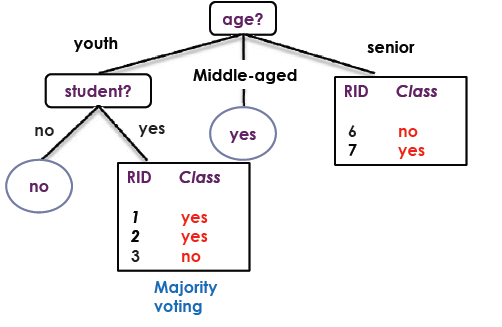 age?
youth
Middle-aged
senior
student?
yes
RID Class
6 no
7 yes
no
yes
no
RID Class
1 yes
2 yes
3 no
Majority
voting